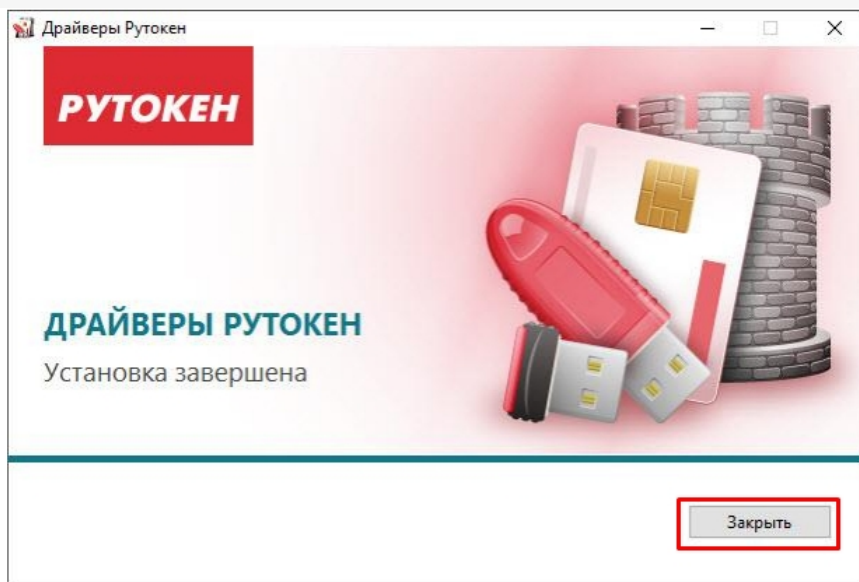 Драйверы Рутокен
РУТОКЕН
ДРАЙВЕРЫ РУТОКЕН
Установка завершена
Закрыть